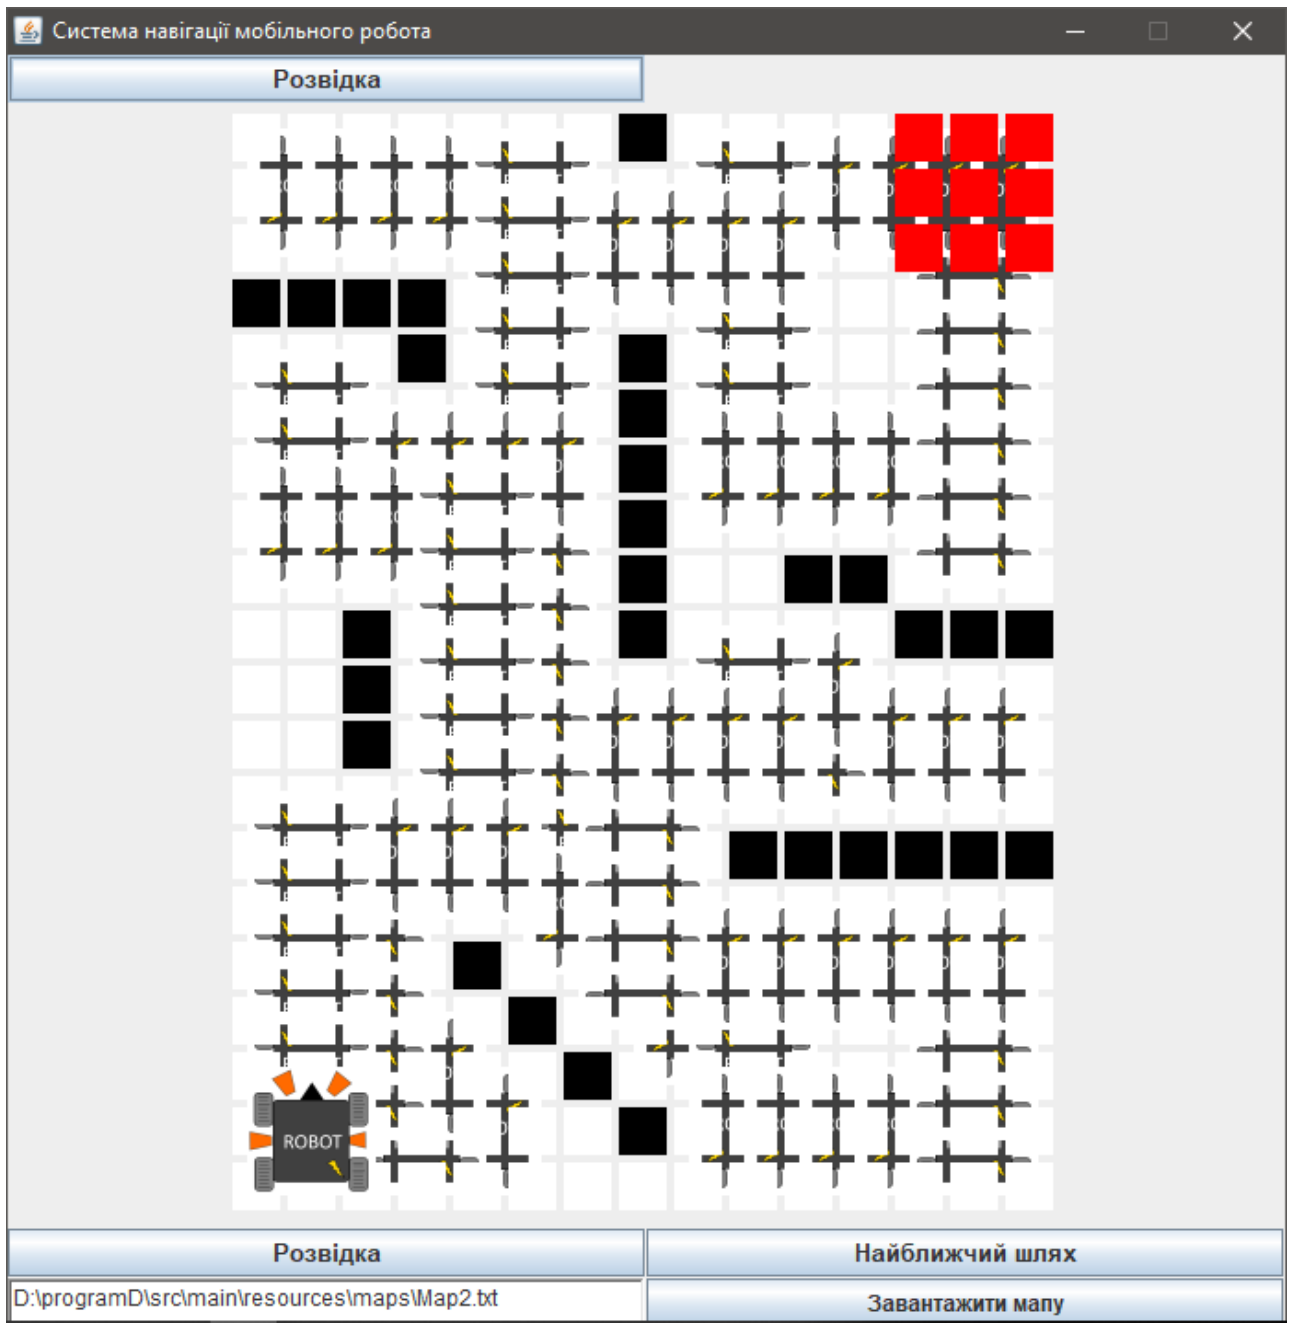 Система навігації мобільного робота
Розвідка
ROBOT
Розвідка
Найближчий шлях
D:\programD\src\main\resources\maps\Map2.txt
Завантажити мапу